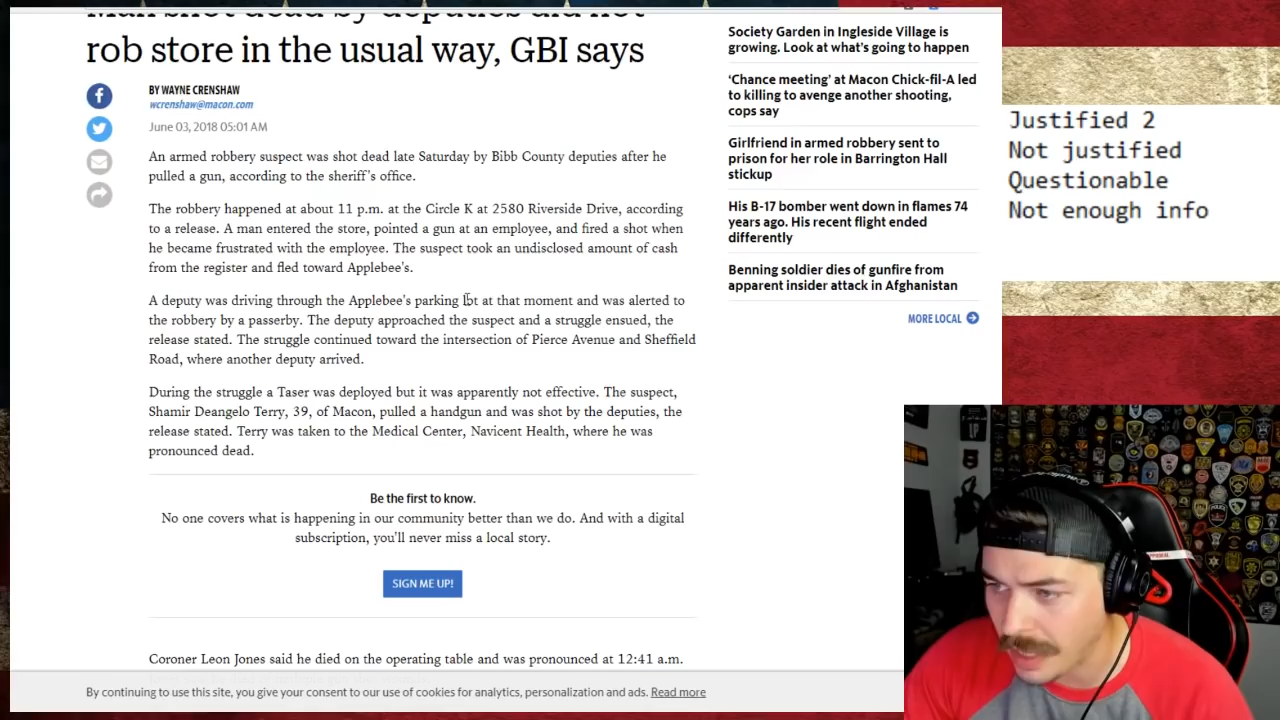 Man shot dead by deputies did not
rob store in the usual way, GBI says
BY WAYNE CRENSHAW
wcrenshaw@macon.com
June 03, 2018 05:01 AM
An armed robbery suspect was shot dead late Saturday by Bibb County deputies after he
pulled a gun, according to the sheriff's office.
The robbery happened at about 11 p.m. at the Circle K at 2580 Riverside Drive, according
to a release. A man entered the store, pointed a gun at an employee, and fired a shot when
he became frustrated with the employee. The suspect took an undisclosed amount of cash
from the register and fled toward Applebee's.
A deputy was driving through the Applebee's parking lot at that moment and was alerted to
the robbery by a passerby. The deputy approached the suspect and a struggle ensued, the
release stated. The struggle continued toward the intersection of Pierce Avenue and Sheffield
Road, where another deputy arrived.
During the struggle a Taser was deployed but it was apparently not effective. The suspect,
Shamir Deangelo Terry, 39, of Macon, pulled a handgun and was shot by the deputies, the
release stated. Terry was taken to the Medical Center, Navicent Health, where he was
pronounced dead.
Be the first to know.
No one covers what is happening in our community better than we do. And with a digital
subscription, you'll never miss a local story.
SIGN ME UP!
Coroner Leon Jones said he died on the operating table and was pronounced at 12:41 a.m.
By continuing to use this site, you give your consent to our use of cookies for analytics, personalization and ads. Read more
Society Garden in Ingleside Village is
growing. Look at what's going to happen
‘Chance meeting’ at Macon Chick-fil-A led
to killing to avenge another shooting,
cops say
Girlfriend in armed robbery sent to
prison for her role in Barrington Hall
stickup
His B-17 bomber went down in flames 74
years ago. His recent flight ended
differently
Benning soldier dies of gunfire from
apparent insider attack in Afghanistan
MORE LOCAL
Justified 2
Not justified
Questionable
Not enough info